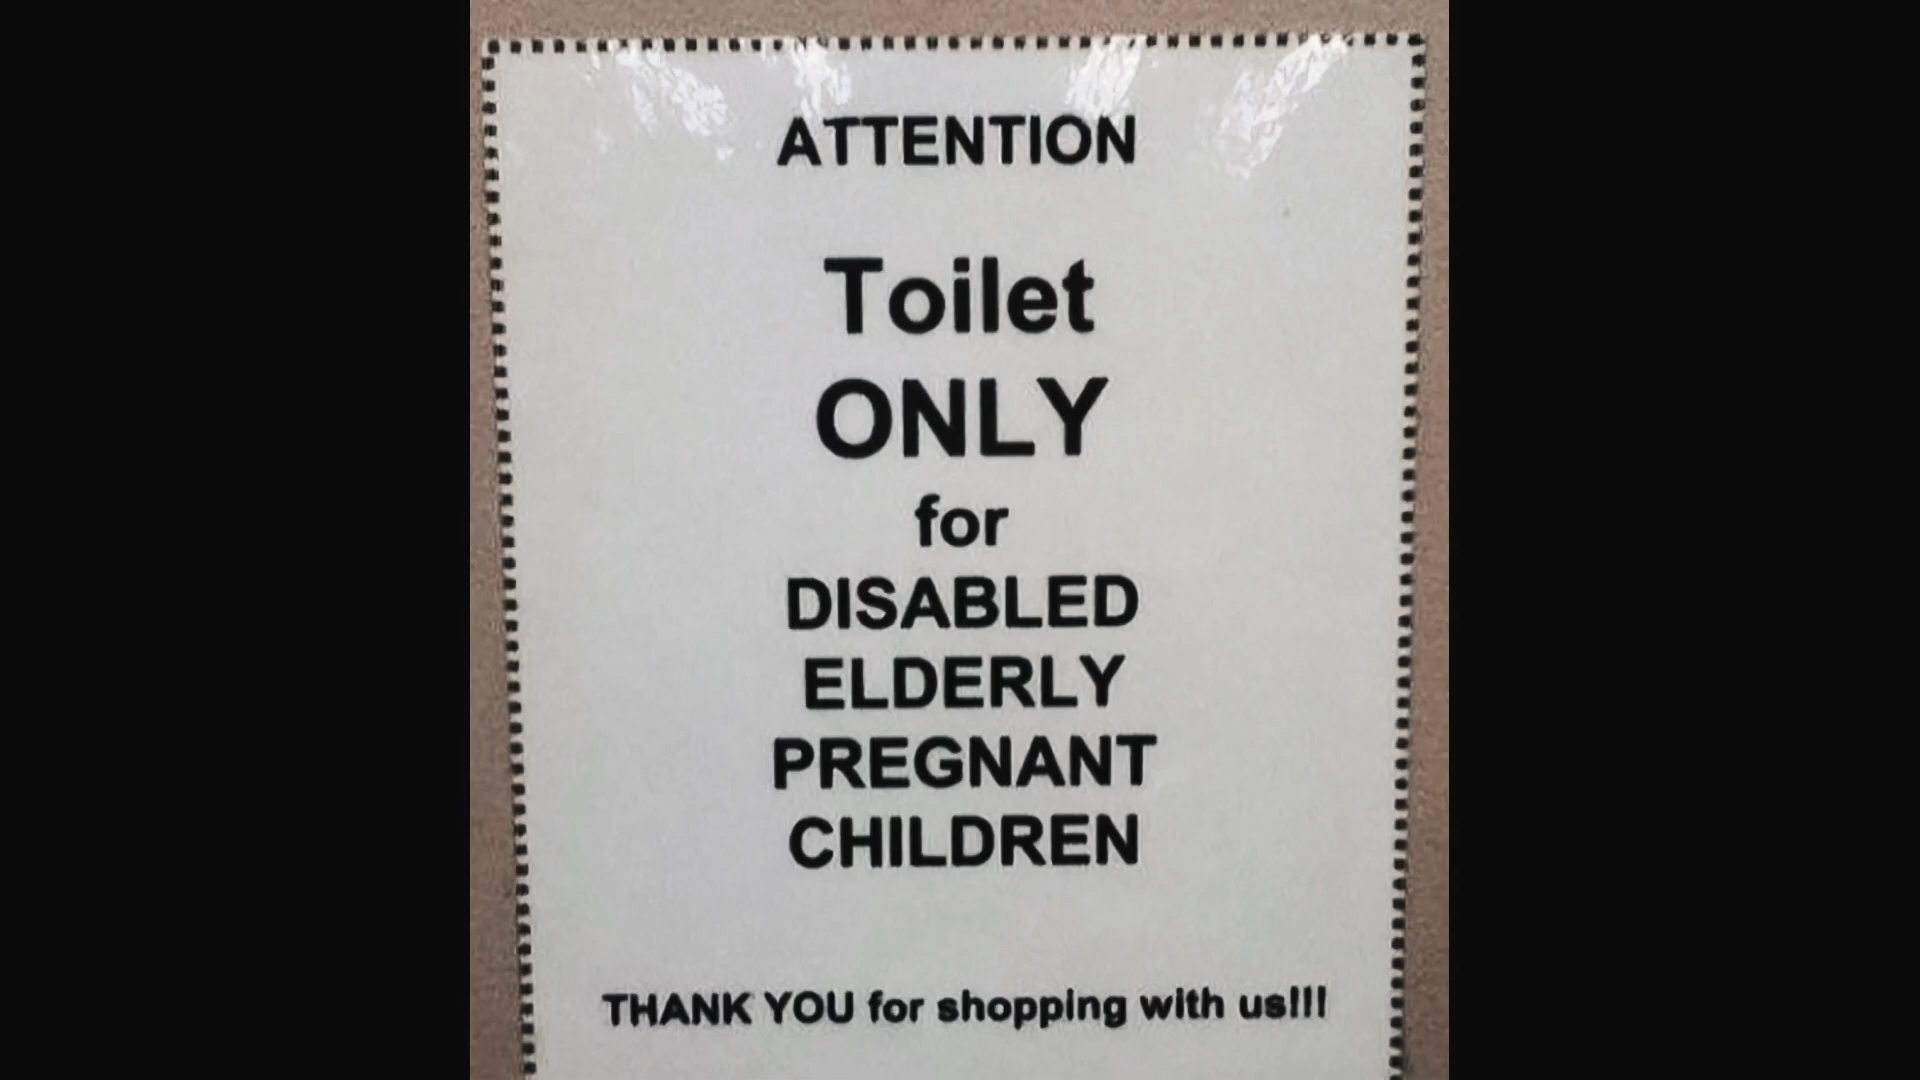 ATTENTION
Toilet
ONLY
for
DISABLED
ELDERLY
PREGNANT
CHILDREN
THANK YOU for shopping with us!!!